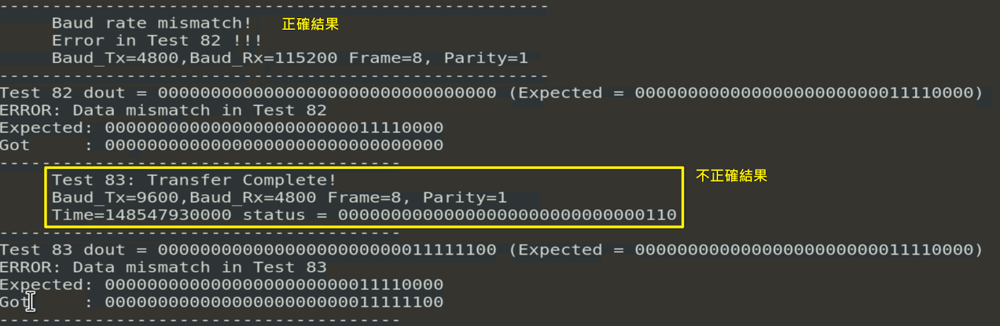 ----------------------------------------------------
Baud rate mismatch! 正確結果
Error in Test 82 !!!
Baud_Tx=4800,Baud_Rx=115200 Frame=8, Parity=1
----------------------------------------------------
Test 82 dout = 00000000000000000000000000000000 (Expected = 00000000000000000000000011110000)
ERROR: Data mismatch in Test 82
Expected: 00000000000000000000000011110000
Got     : 00000000000000000000000000000000
--------------------------------------
Test 83: Transfer Complete! 不正確結果
Baud_Tx=9600,Baud_Rx=4800 Frame=8, Parity=1
Time=148547930000 status = 00000000000000000000000000000110
--------------------------------------
Test 83 dout = 00000000000000000000000011111100 (Expected = 00000000000000000000000011110000)
ERROR: Data mismatch in Test 83
Expected: 00000000000000000000000011110000
Got     : 00000000000000000000000011111100
--------------------------------------